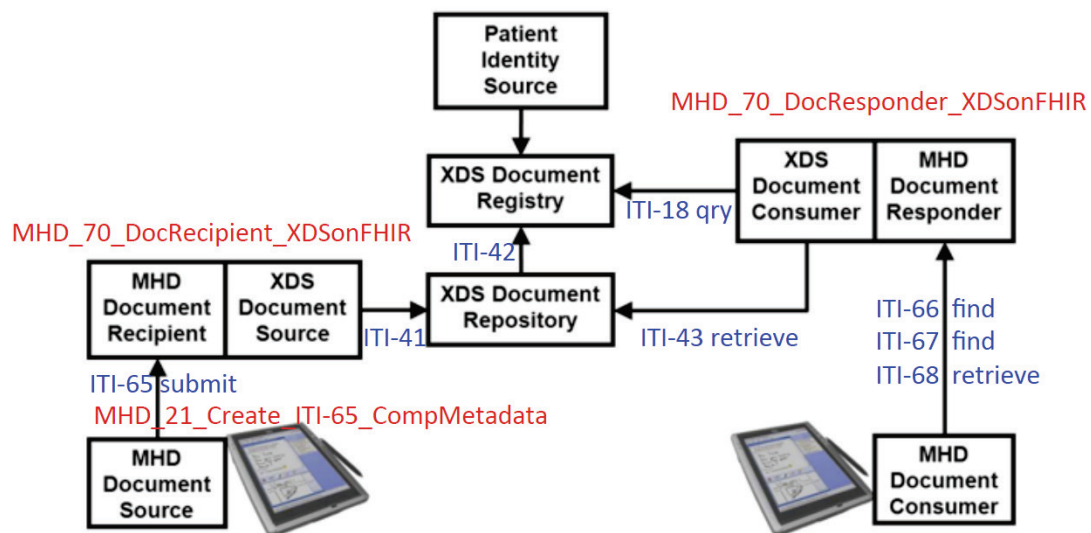 Patient
Identity
Source
MHD_70_DocResponder_XDSonFHIR
XDS Document
Registry
XDS
Document
Consumer
MHD
Document
Responder
ITI-18 qry
MHD_70_DocRecipient_XDSonFHIR
ITI-42
MHD
Document
Recipient
XDS
Document
Source
XDS Document
Repository
ITI-41
ITI-43 retrieve
ITI-66 find
ITI-67 find
ITI-68 retrieve
ITI-65 submit
MHD_21_Create_ITI-65_CompMetadata
MHD
Document
Source
MHD
Document
Consumer